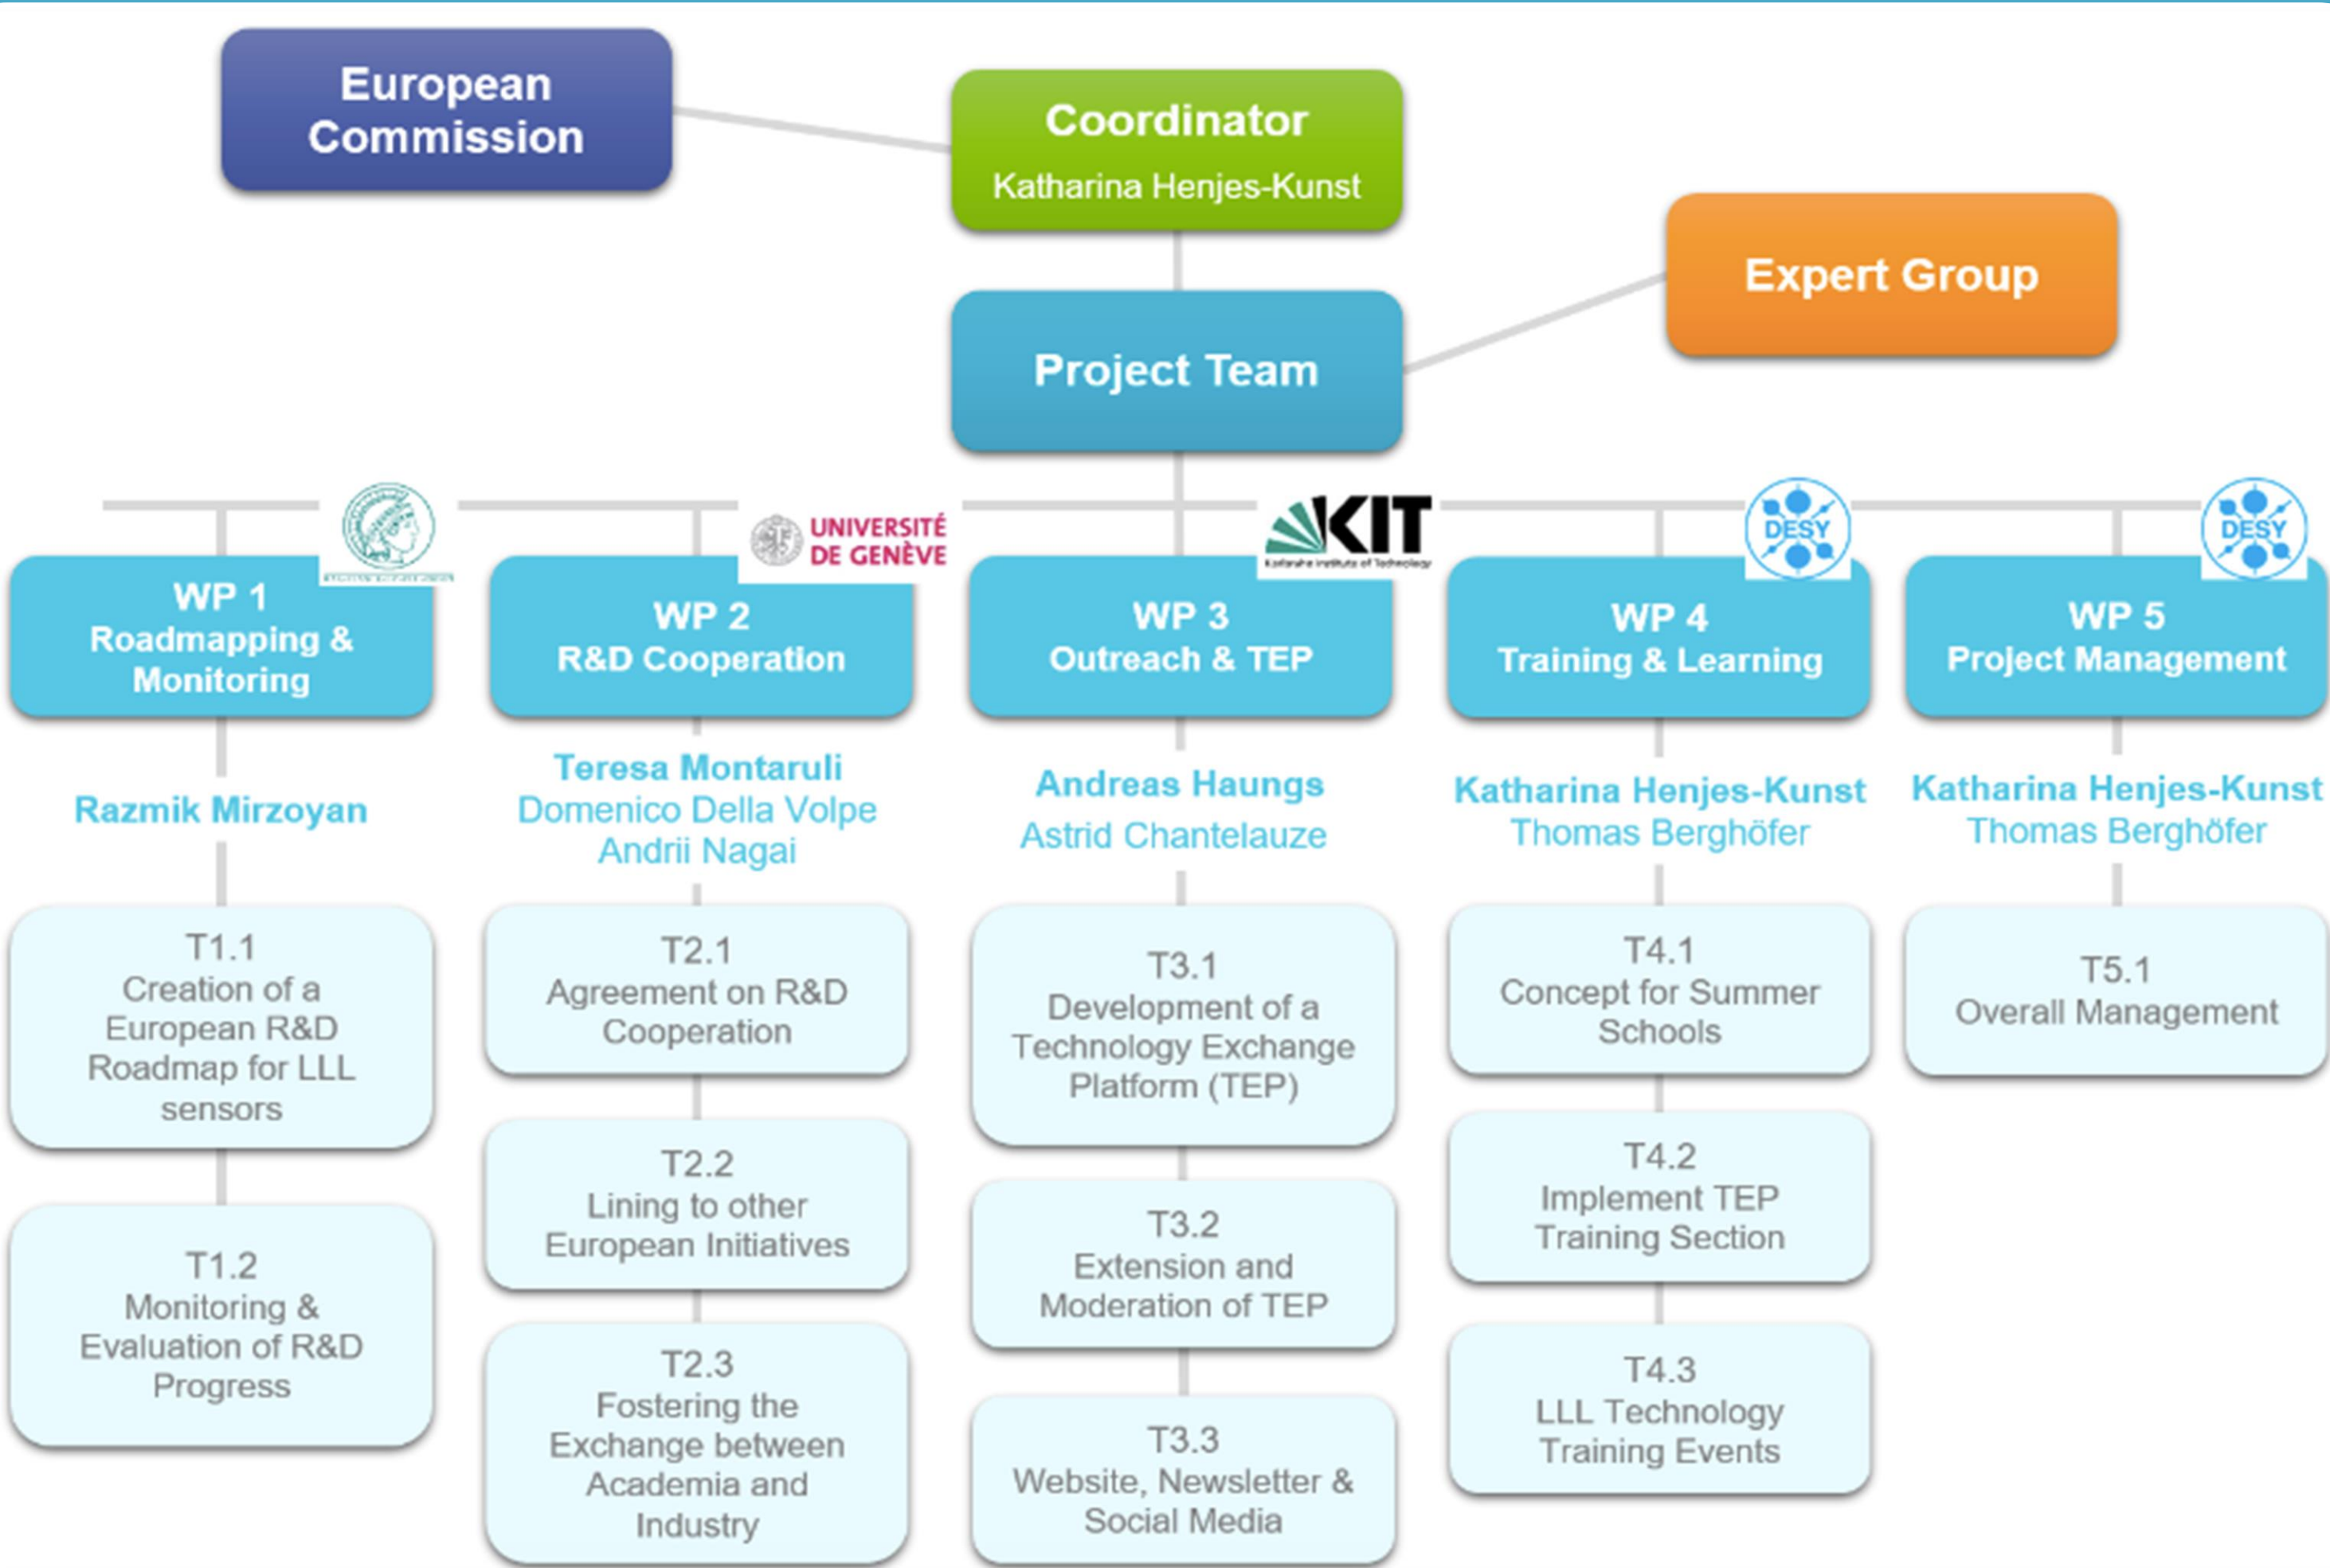 European
Commission
Coordinator
Katharina Henjes-Kunst
Expert Group
Project Team
UNIVERSITÉ
DE GENÈVE
KIT
Karlsruhe Institute of Technology
DESY
DESY
WP 1
Roadmapping &
Monitoring
WP 2
R&D Cooperation
WP 3
Outreach & TEP
WP 4
Training & Learning
WP 5
Project Management
Razmik Mirzoyan
Teresa Montaruli
Domenico Della Volpe
Andrii Nagai
Andreas Haungs
Astrid Chantelauze
Katharina Henjes-Kunst
Thomas Berghöfer
Katharina Henjes-Kunst
Thomas Berghöfer
T1.1
Creation of a
European R&D
Roadmap for LLL
sensors
T1.2
Monitoring &
Evaluation of R&D
Progress
T2.1
Agreement on R&D
Cooperation
T2.2
Lining to other
European Initiatives
T2.3
Fostering the
Exchange between
Academia and
Industry
T3.1
Development of a
Technology Exchange
Platform (TEP)
T3.2
Extension and
Moderation of TEP
T3.3
Website, Newsletter &
Social Media
T4.1
Concept for Summer
Schools
T4.2
Implement TEP
Training Section
T4.3
LLL Technology
Training Events
T5.1
Overall Management